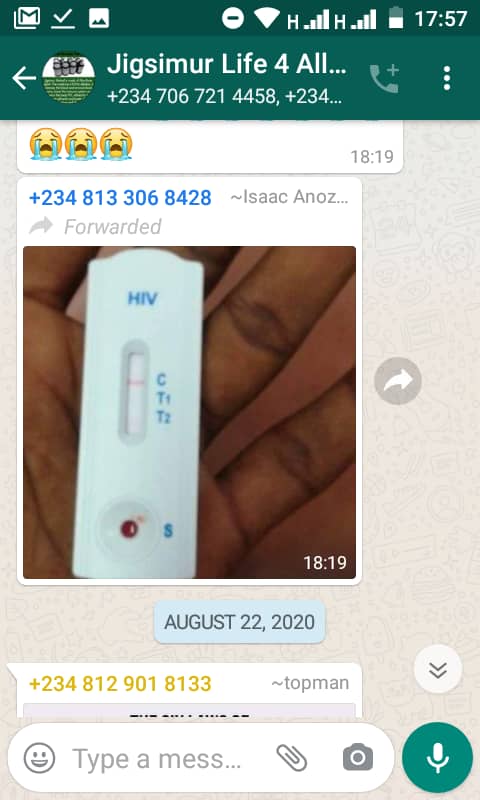 17:57
H H
Jigsimur Life 4 All...
+234 706 721 4458, +234...
18:19
+234 813 306 8428 ~Isaac Anoz...
Forwarded
HIV
C
T1
T2
S
18:19
AUGUST 22, 2020
+234 812 901 8133 ~topman
Type a mess...